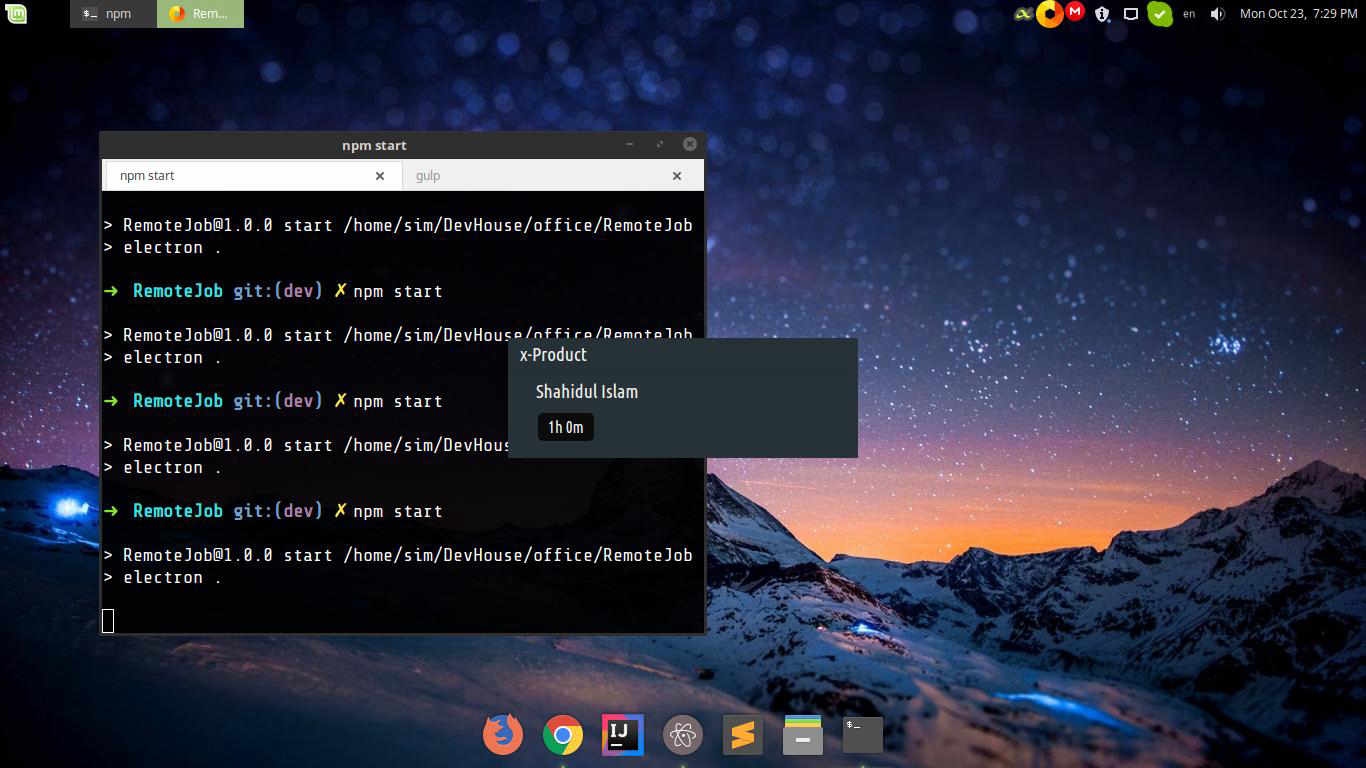 npm
Rem...
en
Mon Oct 23, 7:29 PM
npm start
npm start
gulp
> RemoteJob@1.0.0 start /home/sim/DevHouse/office/RemoteJob
> electron .
➜ RemoteJob git:(dev) ✗ npm start
> RemoteJob@1.0.0 start /home/sim/DevHouse/office/RemoteJob
> electron .
➜ RemoteJob git:(dev) ✗ npm start
> RemoteJob@1.0.0 start /home/sim/DevHous
> electron .
➜ RemoteJob git:(dev) ✗ npm start
> RemoteJob@1.0.0 start /home/sim/DevHouse/office/RemoteJob
> electron .
x-Product
Shahidul Islam
1h 0m
IJ
$_